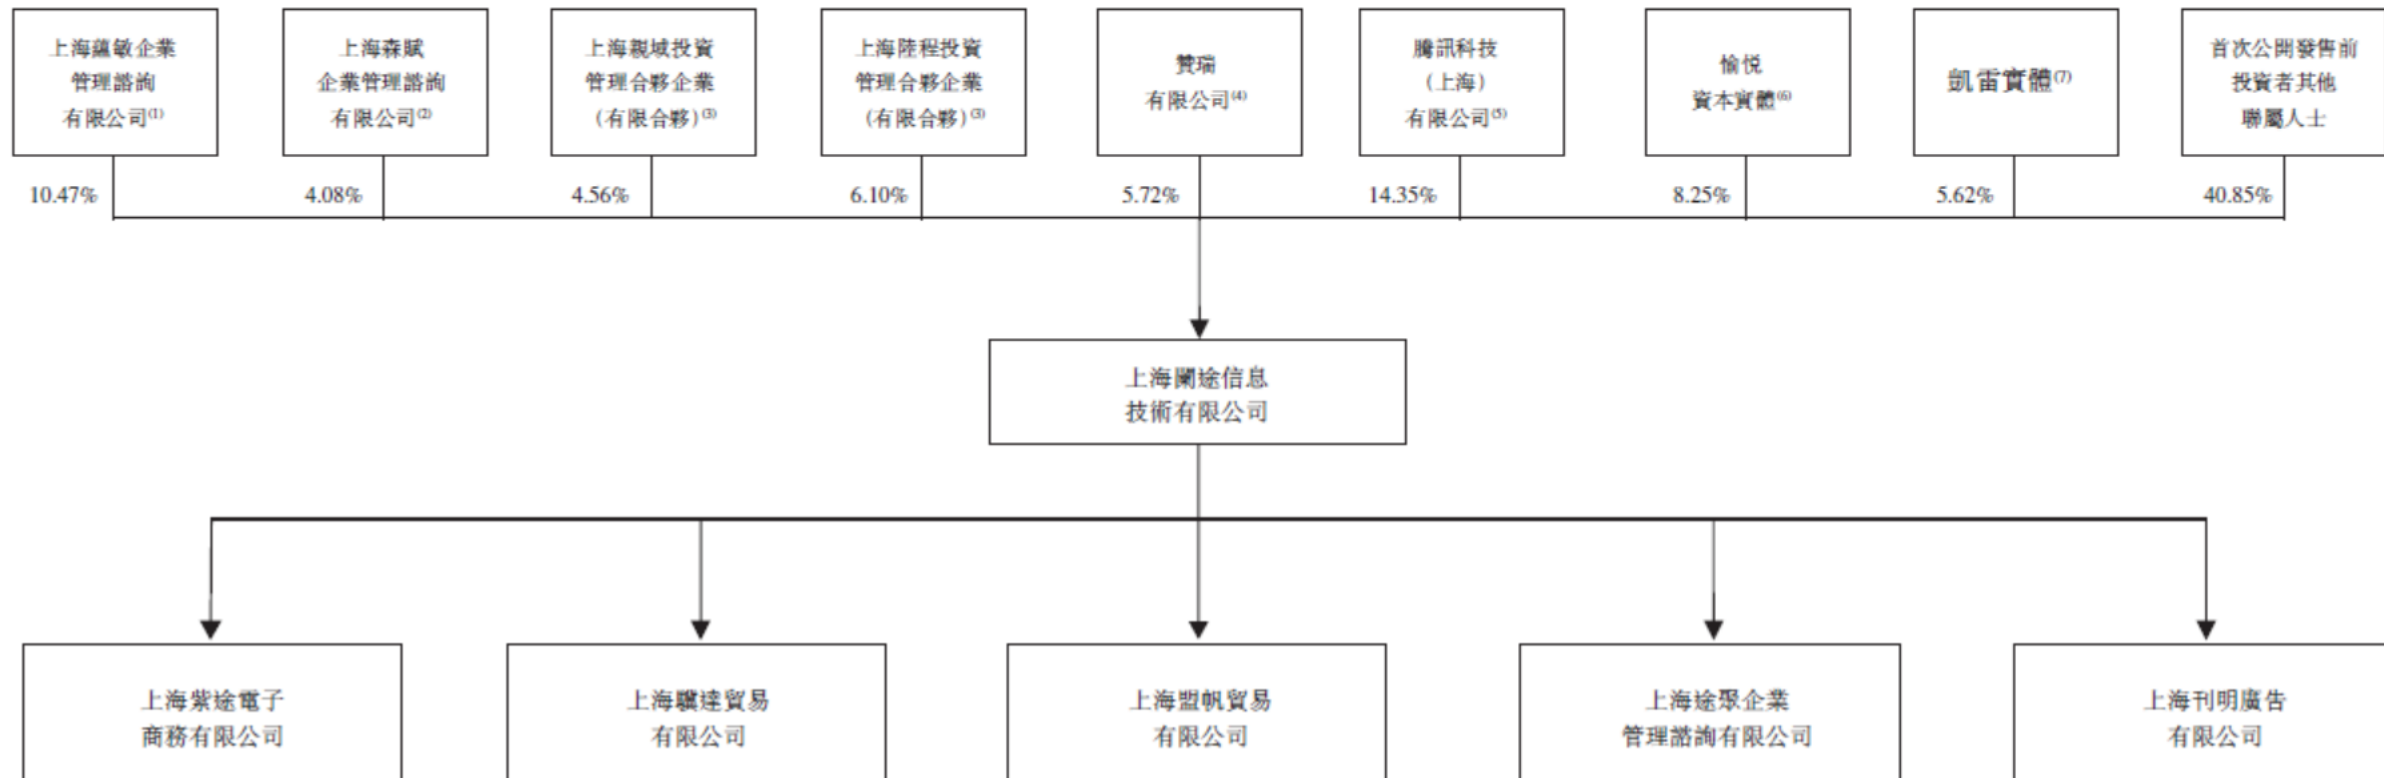 上海蘊敏企業
管理諮詢
有限公司(1)
上海森賦
企業管理諮詢
有限公司(2)
上海親域投資
管理合夥企業
(有限合夥)(3)
上海陸程投資
管理合夥企業
(有限合夥)(3)
贊瑞
有限公司(4)
騰訊科技
(上海)
有限公司(5)
愉悅
資本實體(6)
凱雷實體(7)
首次公開發售前
投資者其他
聯屬人士
10.47%
4.08%
4.56%
6.10%
5.72%
14.35%
8.25%
5.62%
40.85%
上海闌途信息
技術有限公司
上海紫途電子
商務有限公司
上海驥達貿易
有限公司
上海盟帆貿易
有限公司
上海途眾企業
管理諮詢有限公司
上海刊明廣告
有限公司